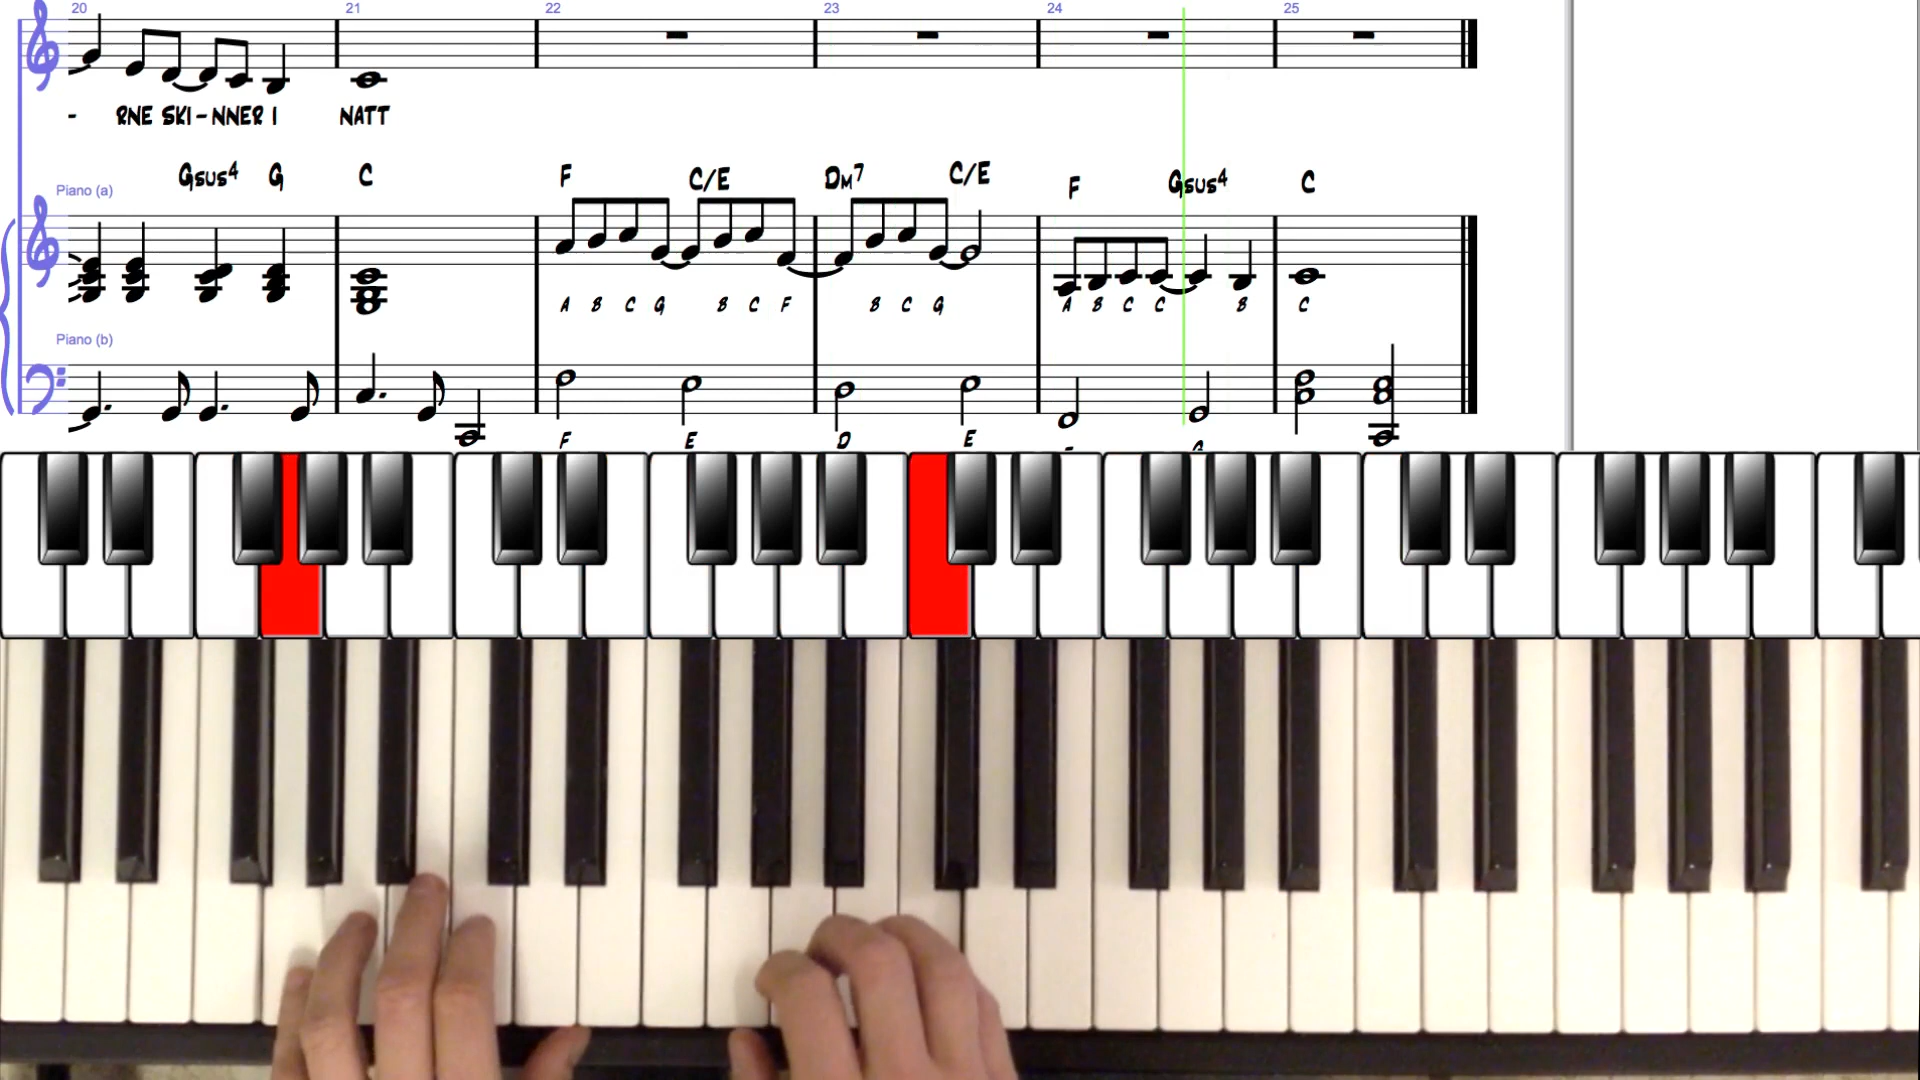 20 21 22 23 24 25
- RNE SKI-NNER I NATT
Gsus4 G C F C/E Dm7 C/E F Gsus4 C
Piano (a)
A B C G B C F B C G A B C C B C
Piano (b)
F E D E